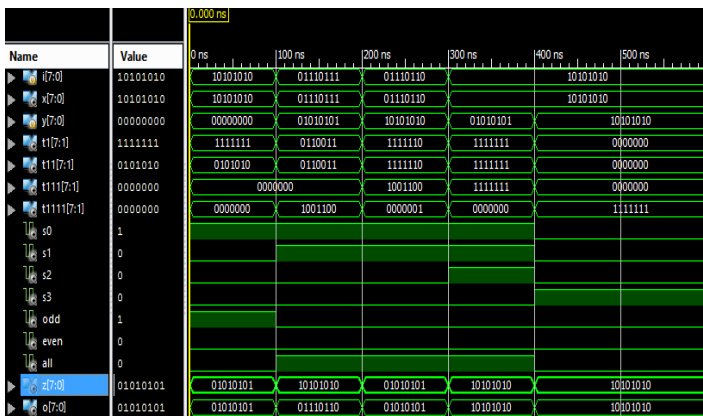 0.000 ns
Name Value 0 ns 100 ns 200 ns 300 ns 400 ns 500 ns
i[7:0] 10101010 10101010 01110111 01110110 10101010
x[7:0] 10101010 10101010 01110111 01110110 10101010
y[7:0] 00000000 00000000 01010101 10101010 01010101 10101010
t1[7:1] 1111111 1111111 0110011 1111110 1111111 0000000
t11[7:1] 0101010 0101010 0110011 1111110 1111111 0000000
t111[7:1] 0000000 0000000 1001100 1111111 0000000
t1111[7:1] 0000000 0000000 1001100 0000001 0000000 1111111
s0 1
s1 0
s2 0
s3 0
odd 1
even 0
all 0
z[7:0] 01010101 01010101 10101010 01010101 10101010 10101010
o[7:0] 01010101 01010101 01110110 01010101 10101010 10101010